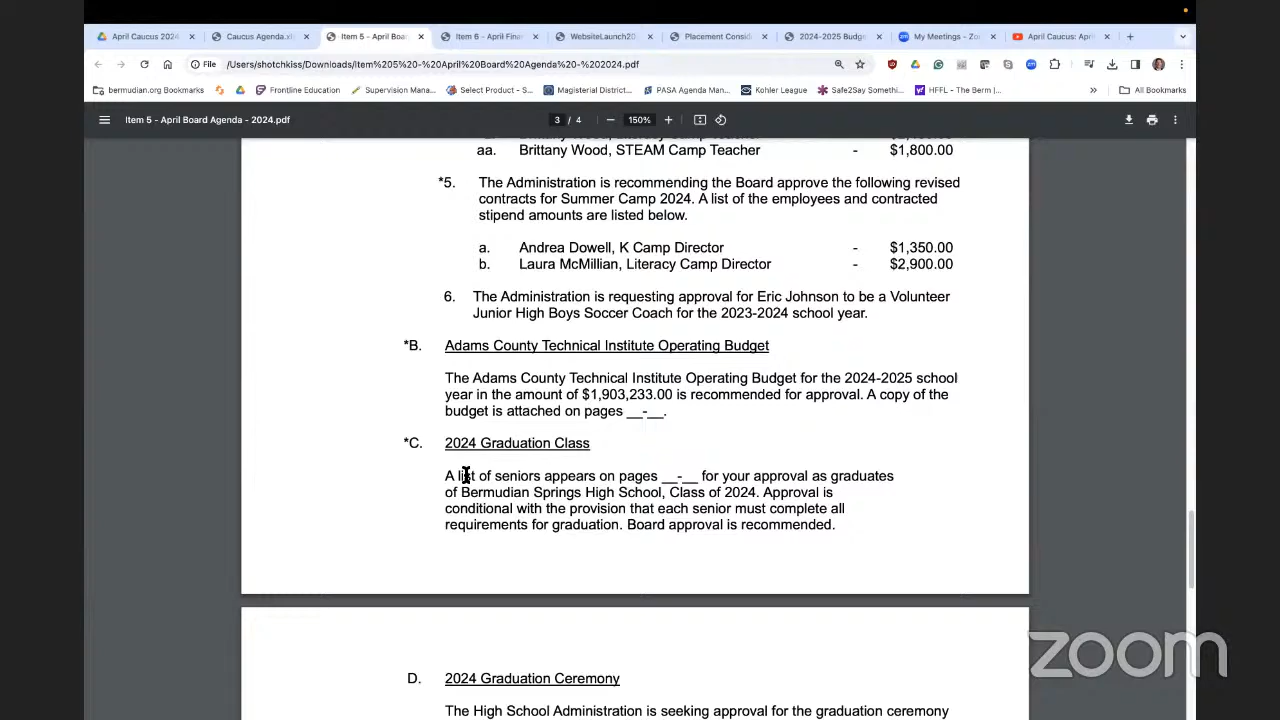 April Caucus 2024
Caucus Agenda.xl
Item 5 - April Boar
Item 6 - April Finan
WebsiteLaunch20
Placement Consid
2024-2025 Budge
My Meetings - Zoo
April Caucus: Apri
File
/Users/shotchkiss/Downloads/Item%205%20-%20April%20Board%20Agenda%20-%202024.pdf
bermudian.org Bookmarks
Frontline Education
Supervision Mana...
Select Product - S...
Magisterial District...
PASA Agenda Man...
Kohler League
Safe2Say Somethi...
HFFL - The Berm |...
»
All Bookmarks
Item 5 - April Board Agenda - 2024.pdf
3 / 4
150%
aa. Brittany Wood, STEAM Camp Teacher - $1,800.00
*5. The Administration is recommending the Board approve the following revised
contracts for Summer Camp 2024. A list of the employees and contracted
stipend amounts are listed below.
a. Andrea Dowell, K Camp Director - $1,350.00
b. Laura McMillian, Literacy Camp Director - $2,900.00
6. The Administration is requesting approval for Eric Johnson to be a Volunteer
Junior High Boys Soccer Coach for the 2023-2024 school year.
*B. Adams County Technical Institute Operating Budget
The Adams County Technical Institute Operating Budget for the 2024-2025 school
year in the amount of $1,903,233.00 is recommended for approval. A copy of the
budget is attached on pages __-__.
*C. 2024 Graduation Class
A list of seniors appears on pages __-__ for your approval as graduates
of Bermudian Springs High School, Class of 2024. Approval is
conditional with the provision that each senior must complete all
requirements for graduation. Board approval is recommended.
zoom
D. 2024 Graduation Ceremony
The High School Administration is seeking approval for the graduation ceremony